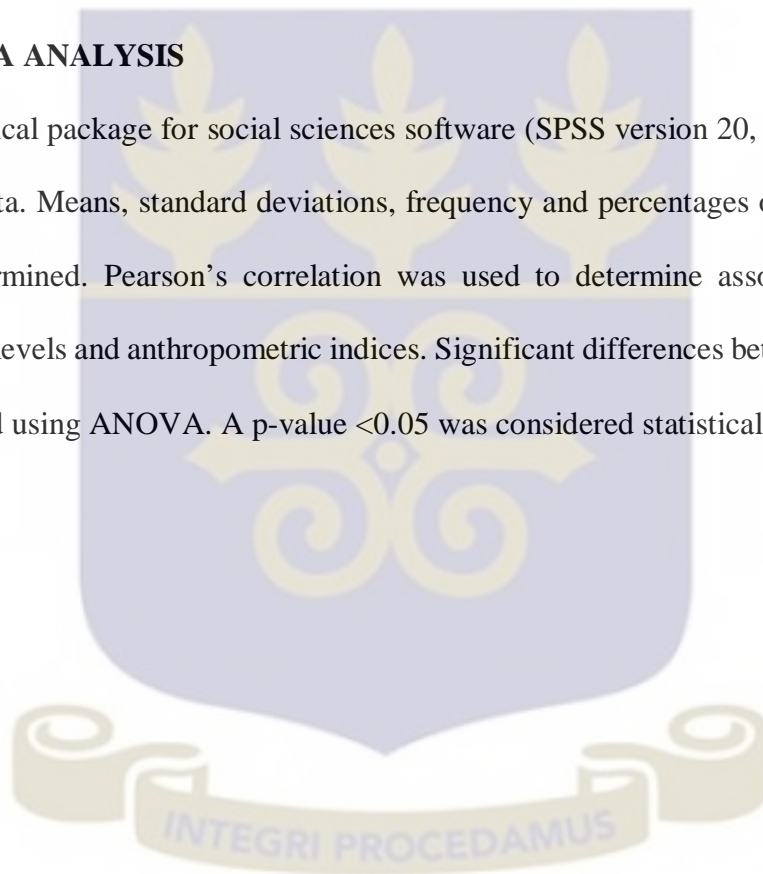 A ANALYSIS
ical package for social sciences software (SPSS version 20,
ta. Means, standard deviations, frequency and percentages
rmined. Pearson’s correlation was used to determine asso
levels and anthropometric indices. Significant differences bet
d using ANOVA. A p-value <0.05 was considered statistical
INTEGRI PROCEDAMUS